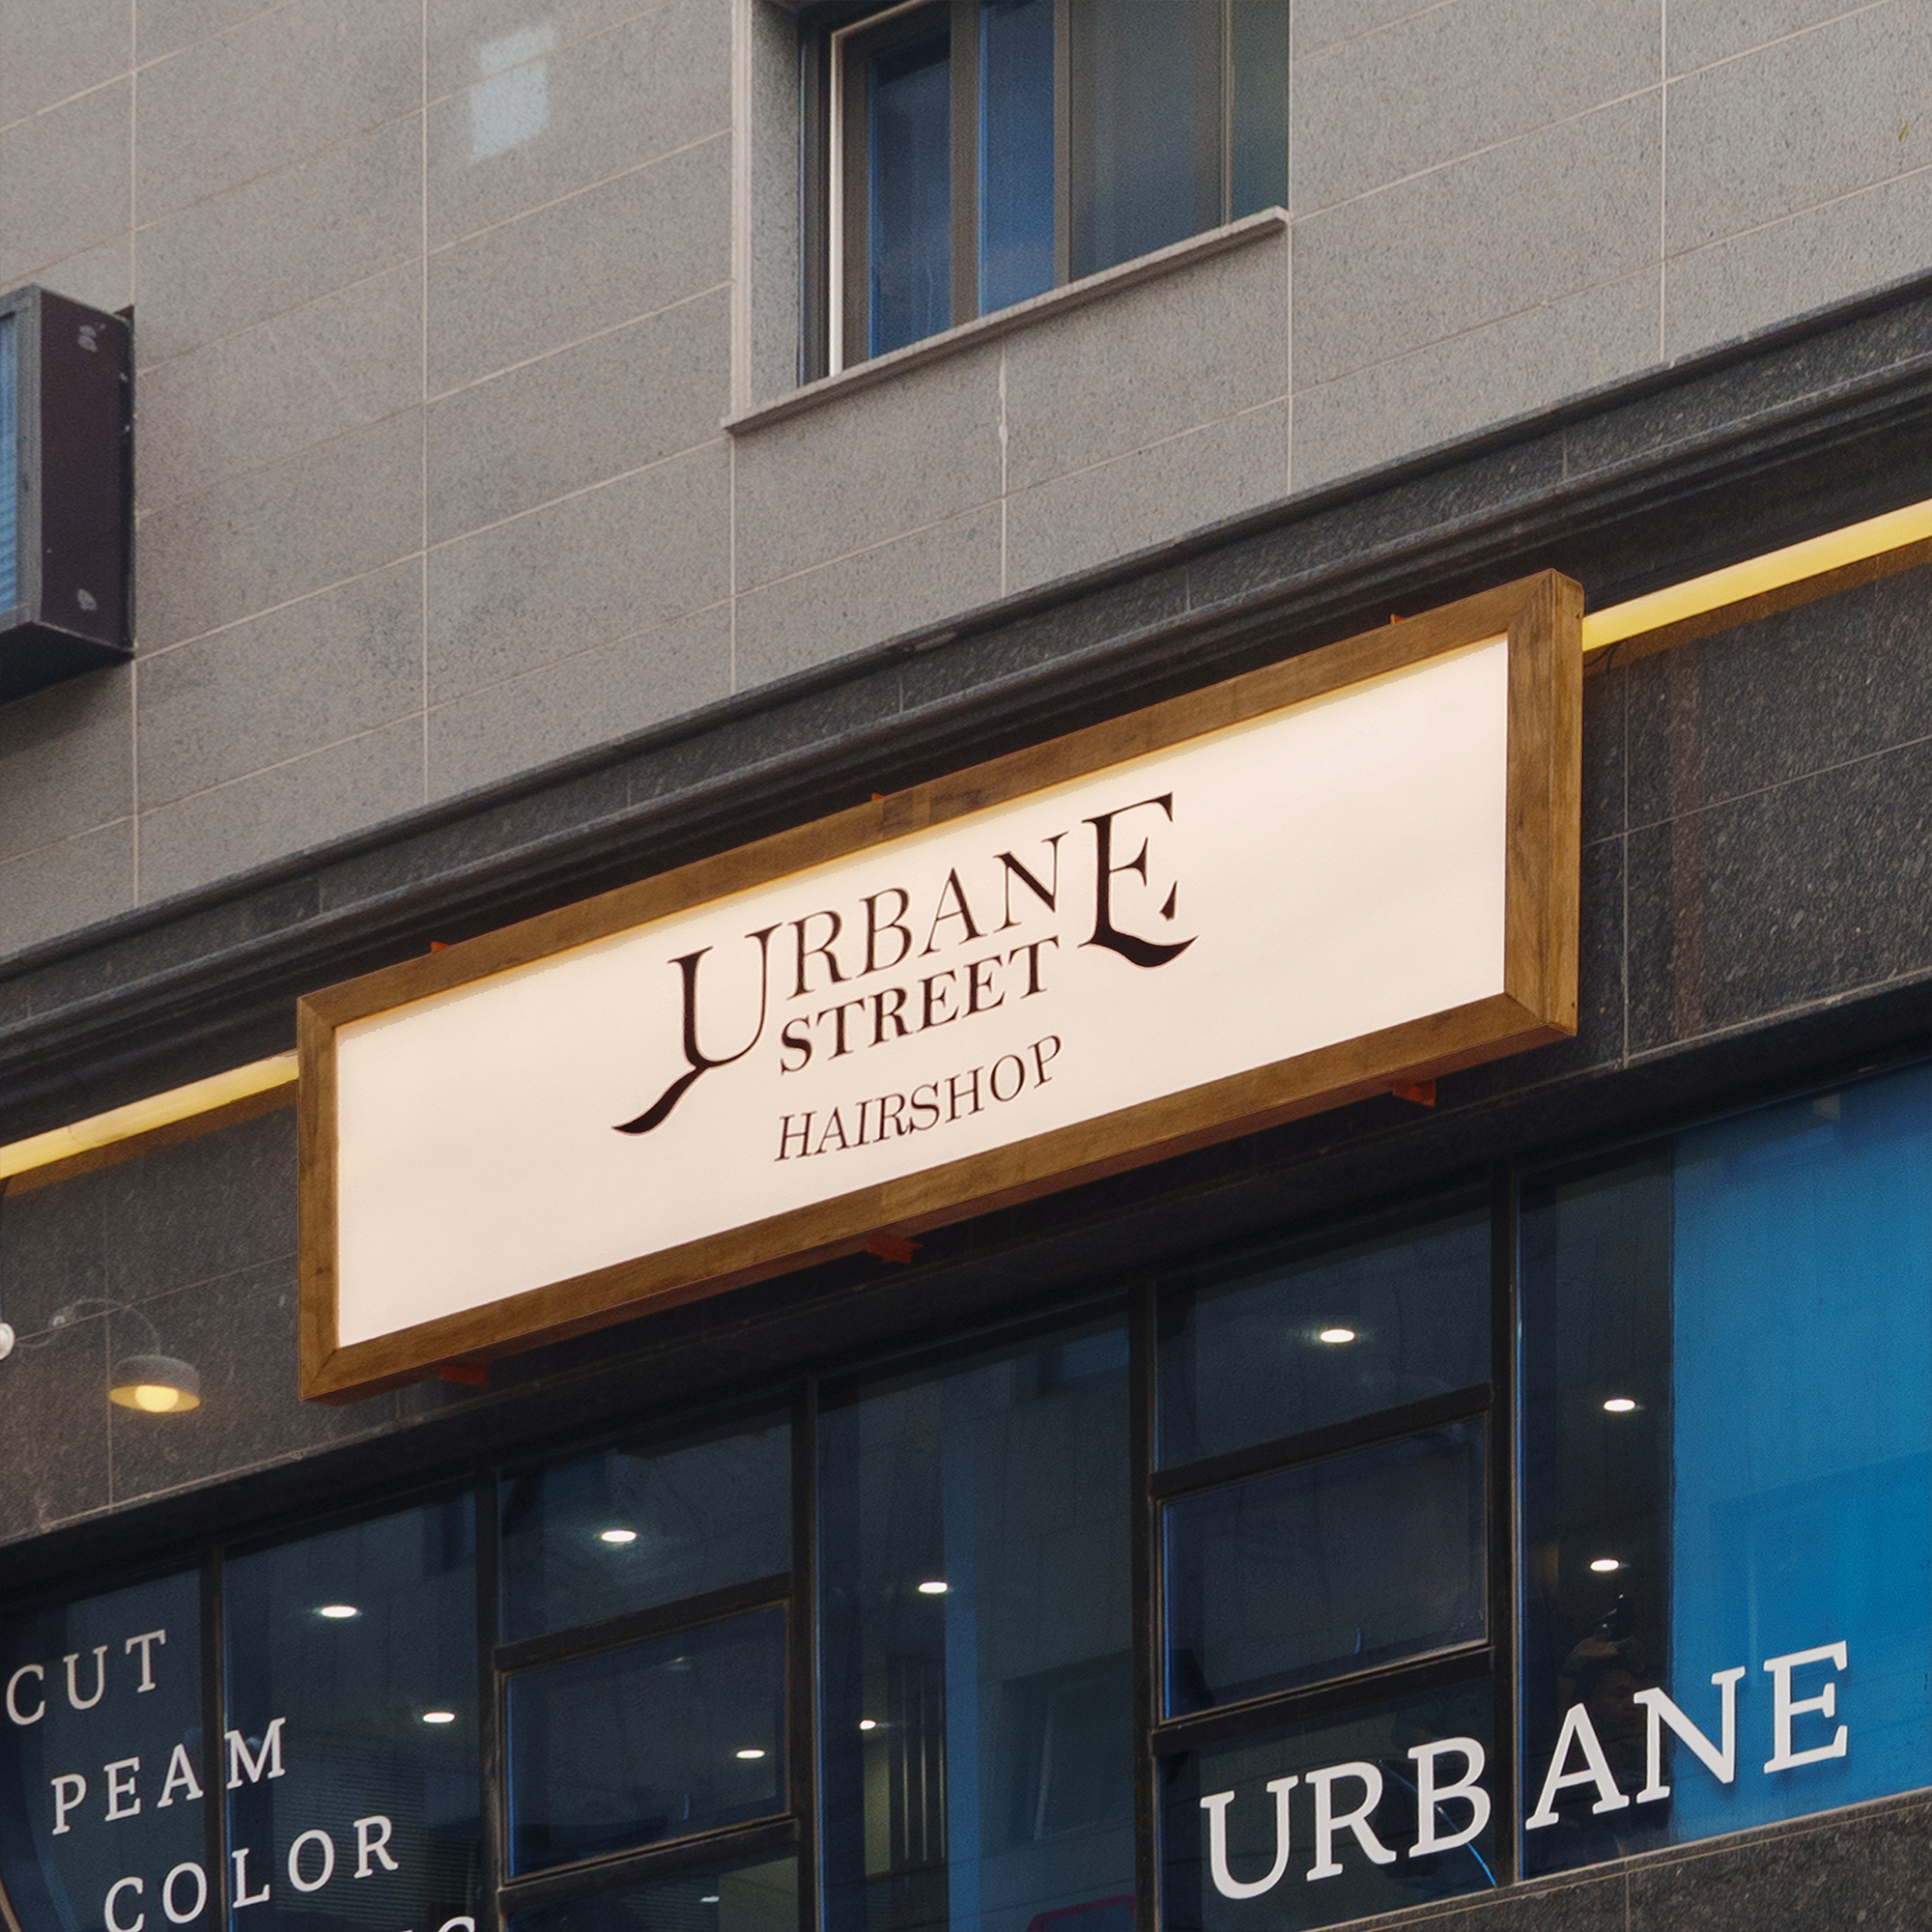 URBANE
STREET
HAIRSHOP
CUT
PEAM
COLOR
URBANE